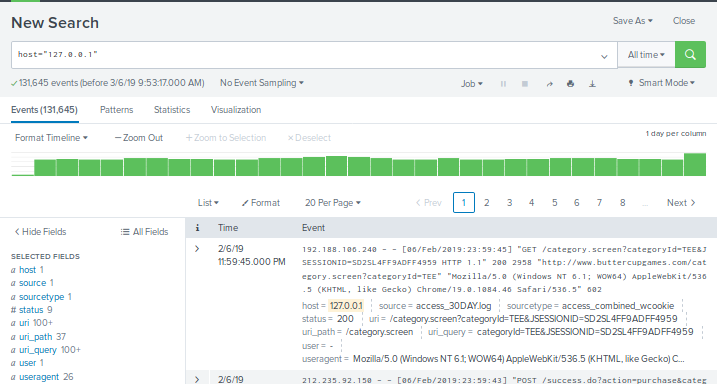 New Search
Save As ▾ Close
host="127.0.0.1"
All time ▾
✓ 131,645 events (before 3/6/19 9:53:17.000 AM) No Event Sampling ▾
Job ▾ Smart Mode ▾
Events (131,645) Patterns Statistics Visualization
Format Timeline ▾ — Zoom Out + Zoom to Selection × Deselect
1 day per column
List ▾ Format 20 Per Page ▾ < Prev 1 2 3 4 5 6 7 8 ... Next >
< Hide Fields All Fields
i Time Event
SELECTED FIELDS
a host 1
a source 1
a sourcetype 1
# status 9
a uri 100+
a uri_path 37
a uri_query 100+
a user 1
a useragent 26
> 2/6/19
11:59:45.000 PM
192.188.106.240 - - [06/Feb/2019:23:59:45] "GET /category.screen?categoryId=TEE&J
SESSIONID=SD2SL4FF9ADFF4959 HTTP 1.1" 200 2958 "http://www.buttercupgames.com/cat
egory.screen?categoryId=TEE" "Mozilla/5.0 (Windows NT 6.1; WOW64) AppleWebKit/536
.5 (KHTML, like Gecko) Chrome/19.0.1084.46 Safari/536.5" 602
host = 127.0.0.1 source = access_30DAY.log sourcetype = access_combined_wcookie
status = 200 uri = /category.screen?categoryId=TEE&JSESSIONID=SD2SL4FF9ADFF4959
uri_path = /category.screen uri_query = categoryId=TEE&JSESSIONID=SD2SL4FF9ADFF4959
user = -
useragent = Mozilla/5.0 (Windows NT 6.1; WOW64) AppleWebKit/536.5 (KHTML, like Gecko) C...
> 2/6/19
212.235.92.150 - - [06/Feb/2019:23:59:43] "POST /success.do?action=purchase&categ